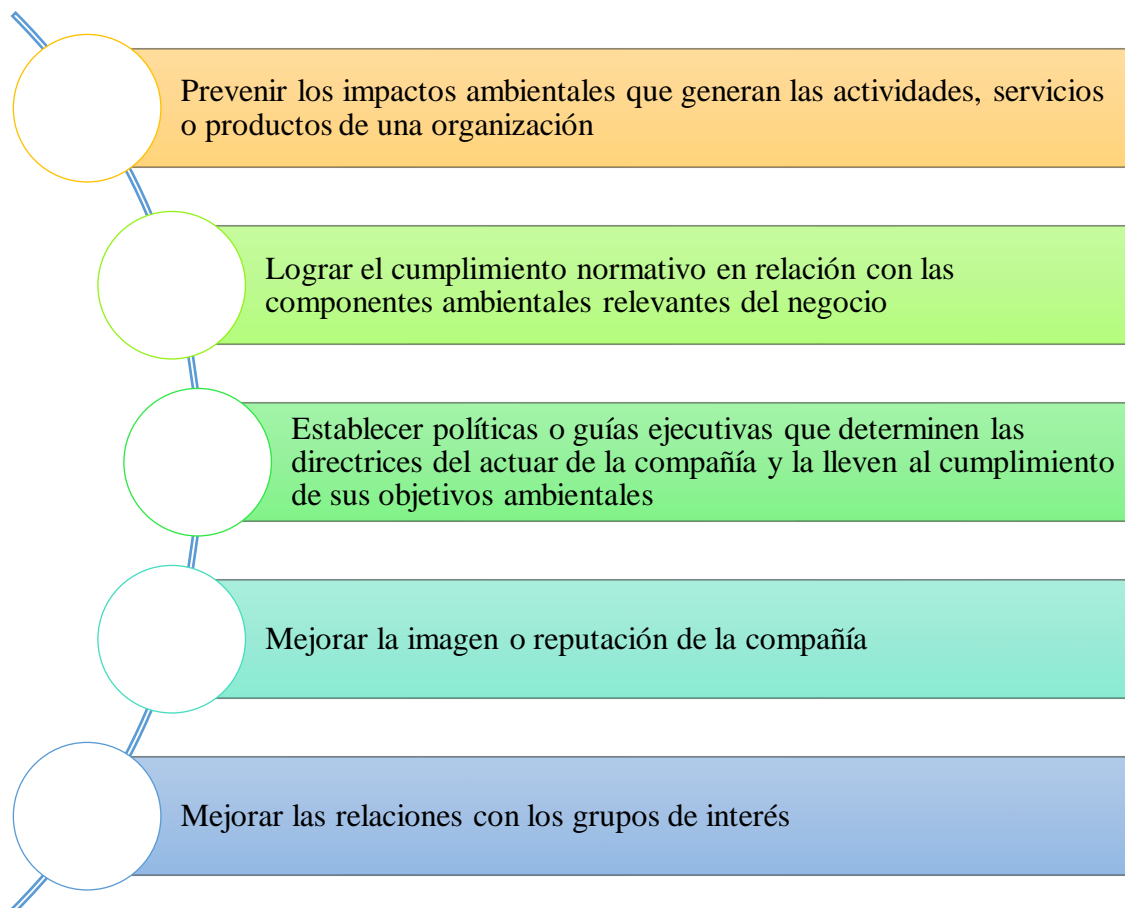 Prevenir los impactos ambientales que generan las actividades, servicios
o productos de una organización
Lograr el cumplimiento normativo en relación con las
componentes ambientales relevantes del negocio
Establecer políticas o guías ejecutivas que determinen las
directrices del actuar de la compañía y la lleven al cumplimiento
de sus objetivos ambientales
Mejorar la imagen o reputación de la compañía
Mejorar las relaciones con los grupos de interés